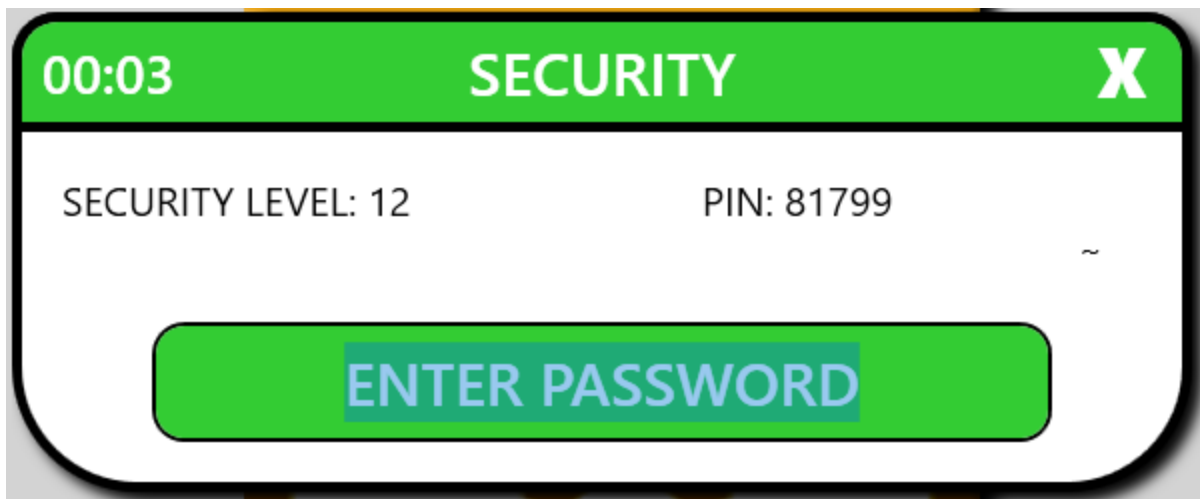 00:03 SECURITY X
SECURITY LEVEL: 12 PIN: 81799
~
ENTER PASSWORD